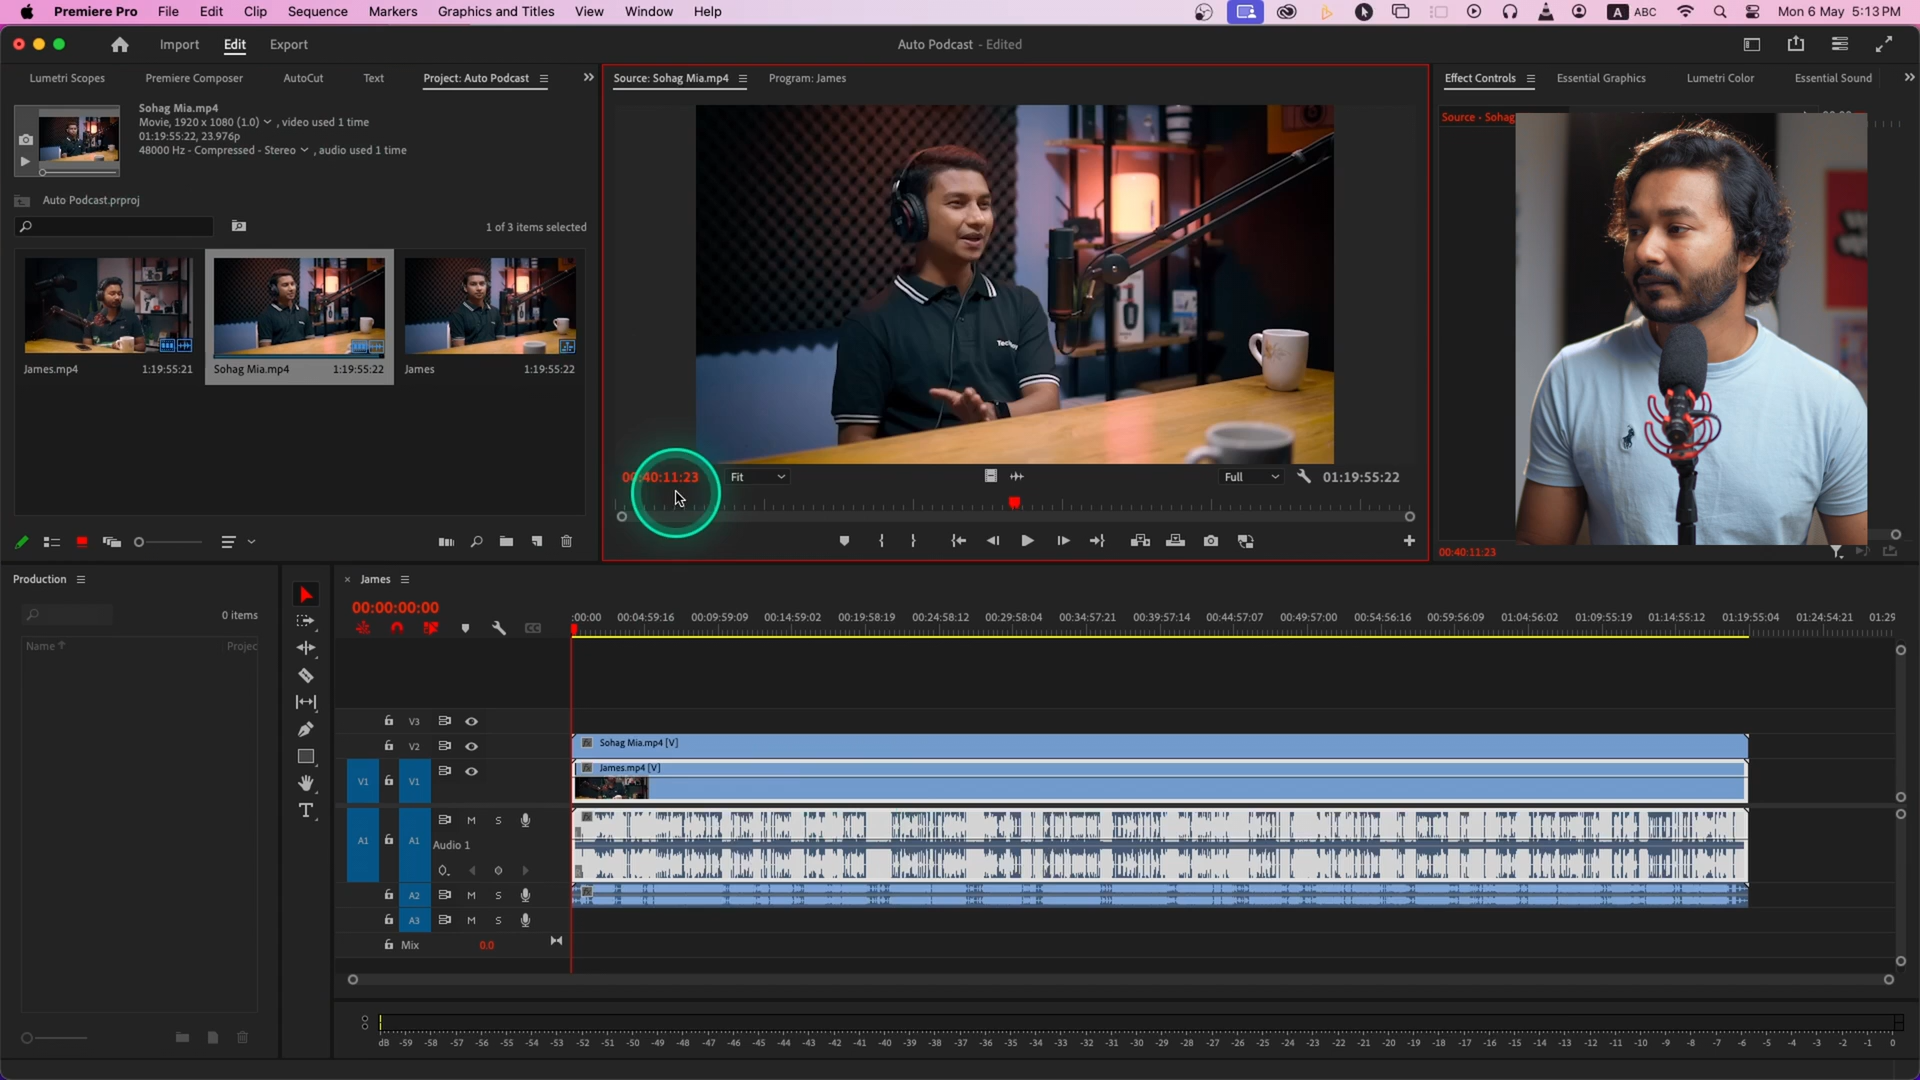 Premiere Pro File Edit Clip Sequence Markers Graphics and Titles View Window Help
A ABC Mon 6 May 5:13 PM
Import Edit Export
Auto Podcast - Edited
Lumetri Scopes Premiere Composer AutoCut Text Project: Auto Podcast
Source: Sohag Mia.mp4 Program: James
Effect Controls Essential Graphics Lumetri Color Essential Sound
Sohag Mia.mp4
Movie, 1920 x 1080 (1.0) , video used 1 time
01:19:55:22, 23.976p
48000 Hz - Compressed - Stereo , audio used 1 time
Source - Sohag
Auto Podcast.prproj
1 of 3 items selected
James.mp4 1:19:55:21
Sohag Mia.mp4 1:19:55:22
James 1:19:55:22
00:40:11:23 Fit Full 01:19:55:22
00:40:11:23
Production
James
0 items
00:00:00:00
Name Projec
:00:00 00:04:59:16 00:09:59:09 00:14:59:02 00:19:58:19 00:24:58:12 00:29:58:04 00:34:57:21 00:39:57:14 00:44:57:07 00:49:57:00 00:54:56:16 00:59:56:09 01:04:56:02 01:09:55:19 01:14:55:12 01:19:55:04 01:24:54:21 01:29
V3
V2 Sohag Mia.mp4 [V]
V1 V1 James.mp4 [V]
A1 A1 M S
Audio 1
A2 M S
A3 M S
Mix 0.0
dB -59 -58 -57 -56 -55 -54 -53 -52 -51 -50 -49 -48 -47 -46 -45 -44 -43 -42 -41 -40 -39 -38 -37 -36 -35 -34 -33 -32 -31 -30 -29 -28 -27 -26 -25 -24 -23 -22 -21 -20 -19 -18 -17 -16 -15 -14 -13 -12 -11 -10 -9 -8 -7 -6 -5 -4 -3 -2 -1 0